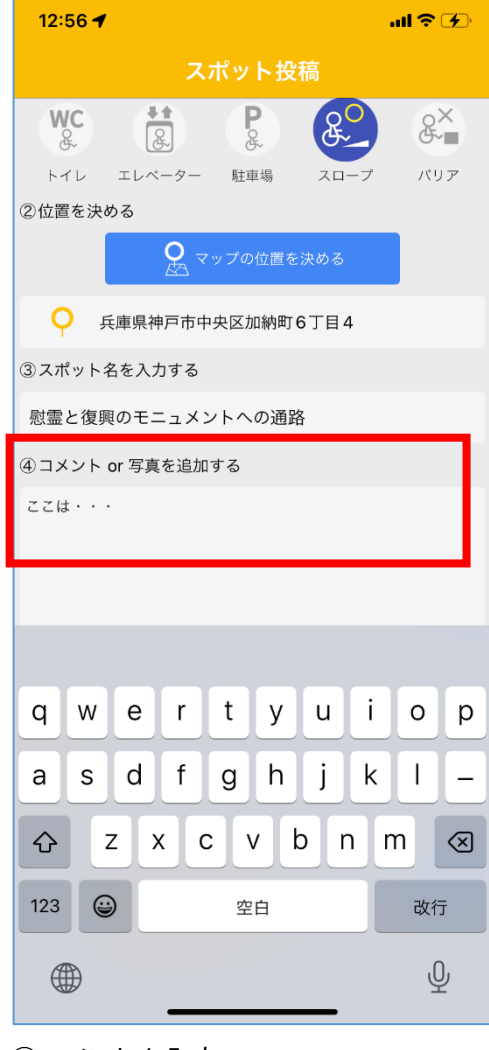 12:56
スポット投稿
WC
P
トイレ エレベーター 駐車場 スロープ バリア
②位置を決める
マップの位置を決める
兵庫県神戸市中央区加納町6丁目4
③スポット名を入力する
慰霊と復興のモニュメントへの通路
④コメント or 写真を追加する
ここは・・・
q w e r t y u i o p
a s d f g h j k l –
z x c v b n m
123 空白 改行